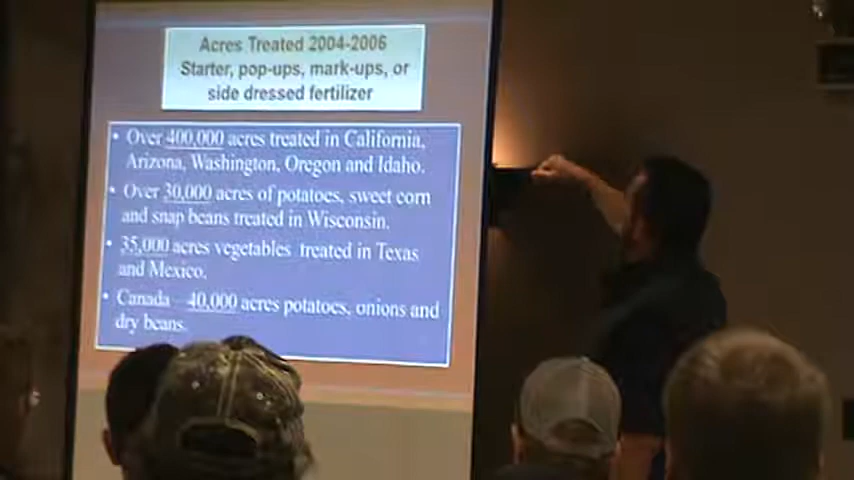 Acres Treated 2004-2006
Starter, pop-ups, mark-ups, or
side dressed fertilizer
• Over 400,000 acres treated in California,
Arizona, Washington, Oregon and Idaho.
• Over 30,000 acres of potatoes, sweet corn
and snap beans treated in Wisconsin.
• 35,000 acres vegetables treated in Texas
and Mexico.
• Canada 40,000 acres potatoes, onions and
dry beans.